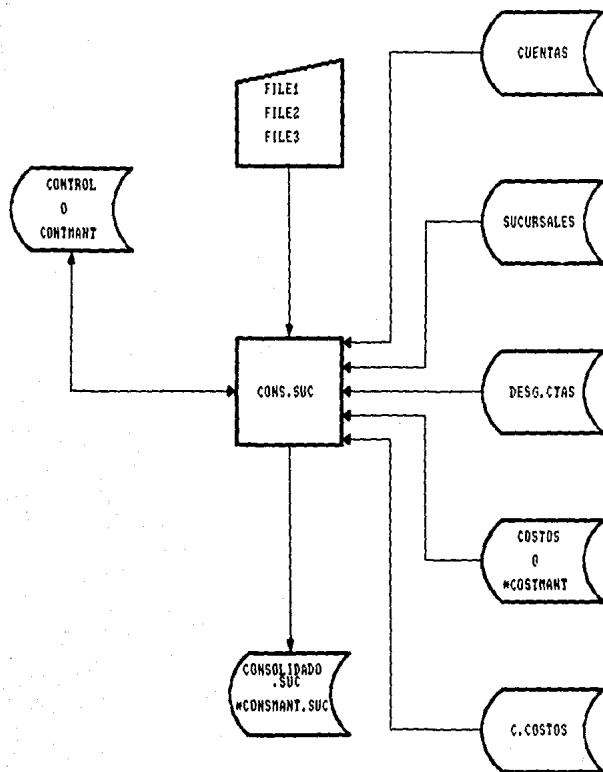 CUENTAS
FILE1
FILE2
FILE3
CONTROL
O
CONTMANT
SUCURSALES
CONS.SUC
DESG.CTAS
COSTOS
O
*COSTMANT
CONSOLIDADO
.SUC
*CONSMANT.SUC
C.COSTOS